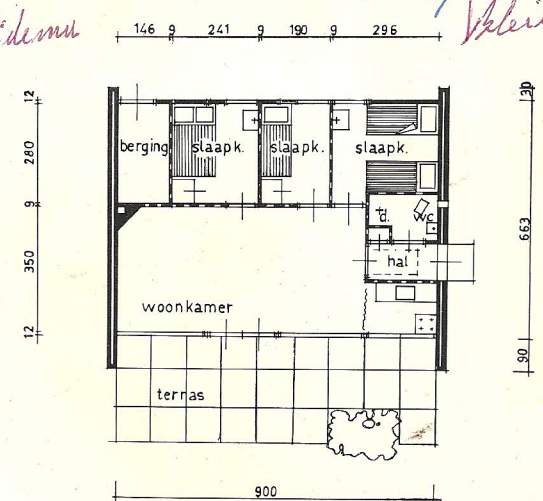 146 9 241 9 190 9 296
12 280 9 350 12
30 663 90
berging slaapk. slaapk. slaapk.
d. wc
hal
woonkamer
terras
900